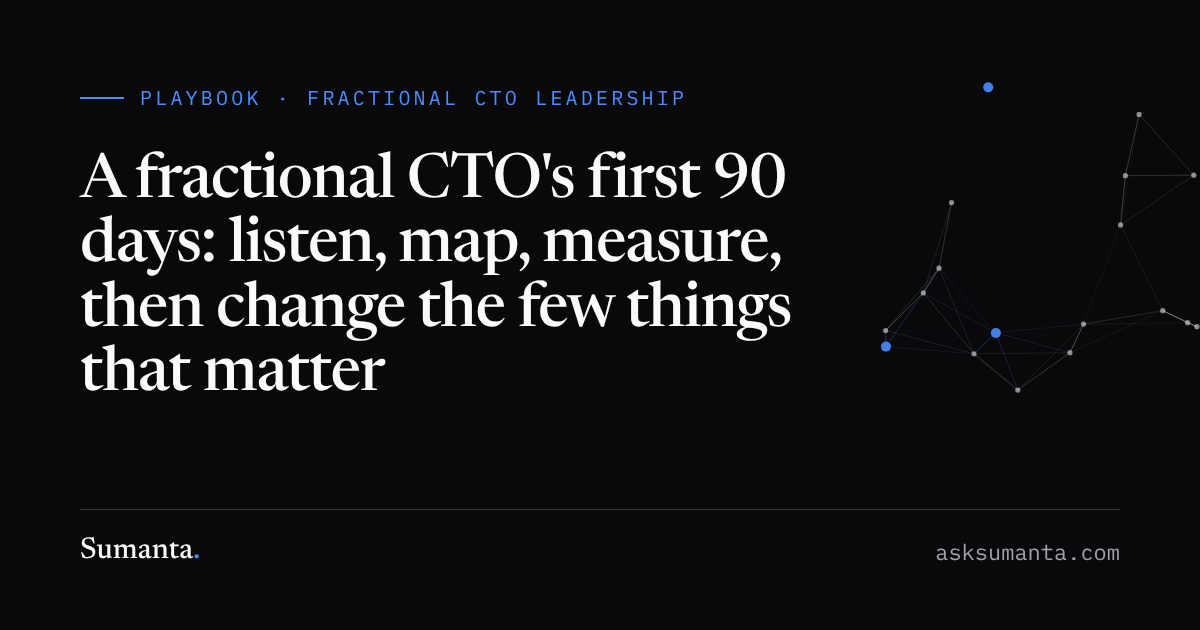 PLAYBOOK · FRACTIONAL CTO LEADERSHIP
A fractional CTO's first 90
days: listen, map, measure,
then change the few things
that matter
Sumanta.
asksumanta.com